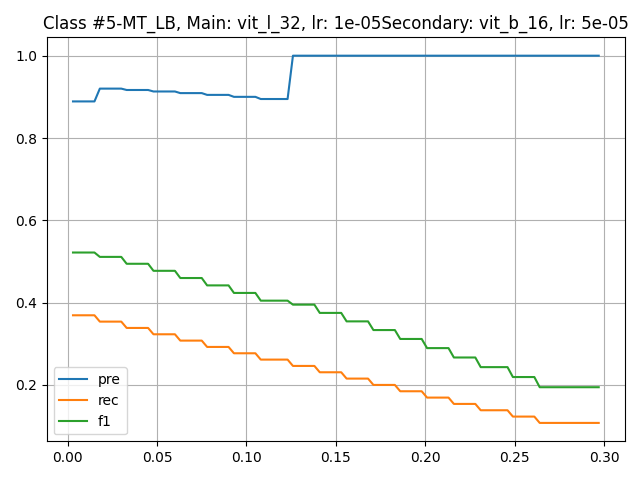 Class #5-MT_LB, Main: vit_l_32, lr: 1e-05Secondary: vit_b_16, lr: 5e-05
1.0
0.8
0.6
0.4
0.2
pre
rec
f1
0.00 0.05 0.10 0.15 0.20 0.25 0.30